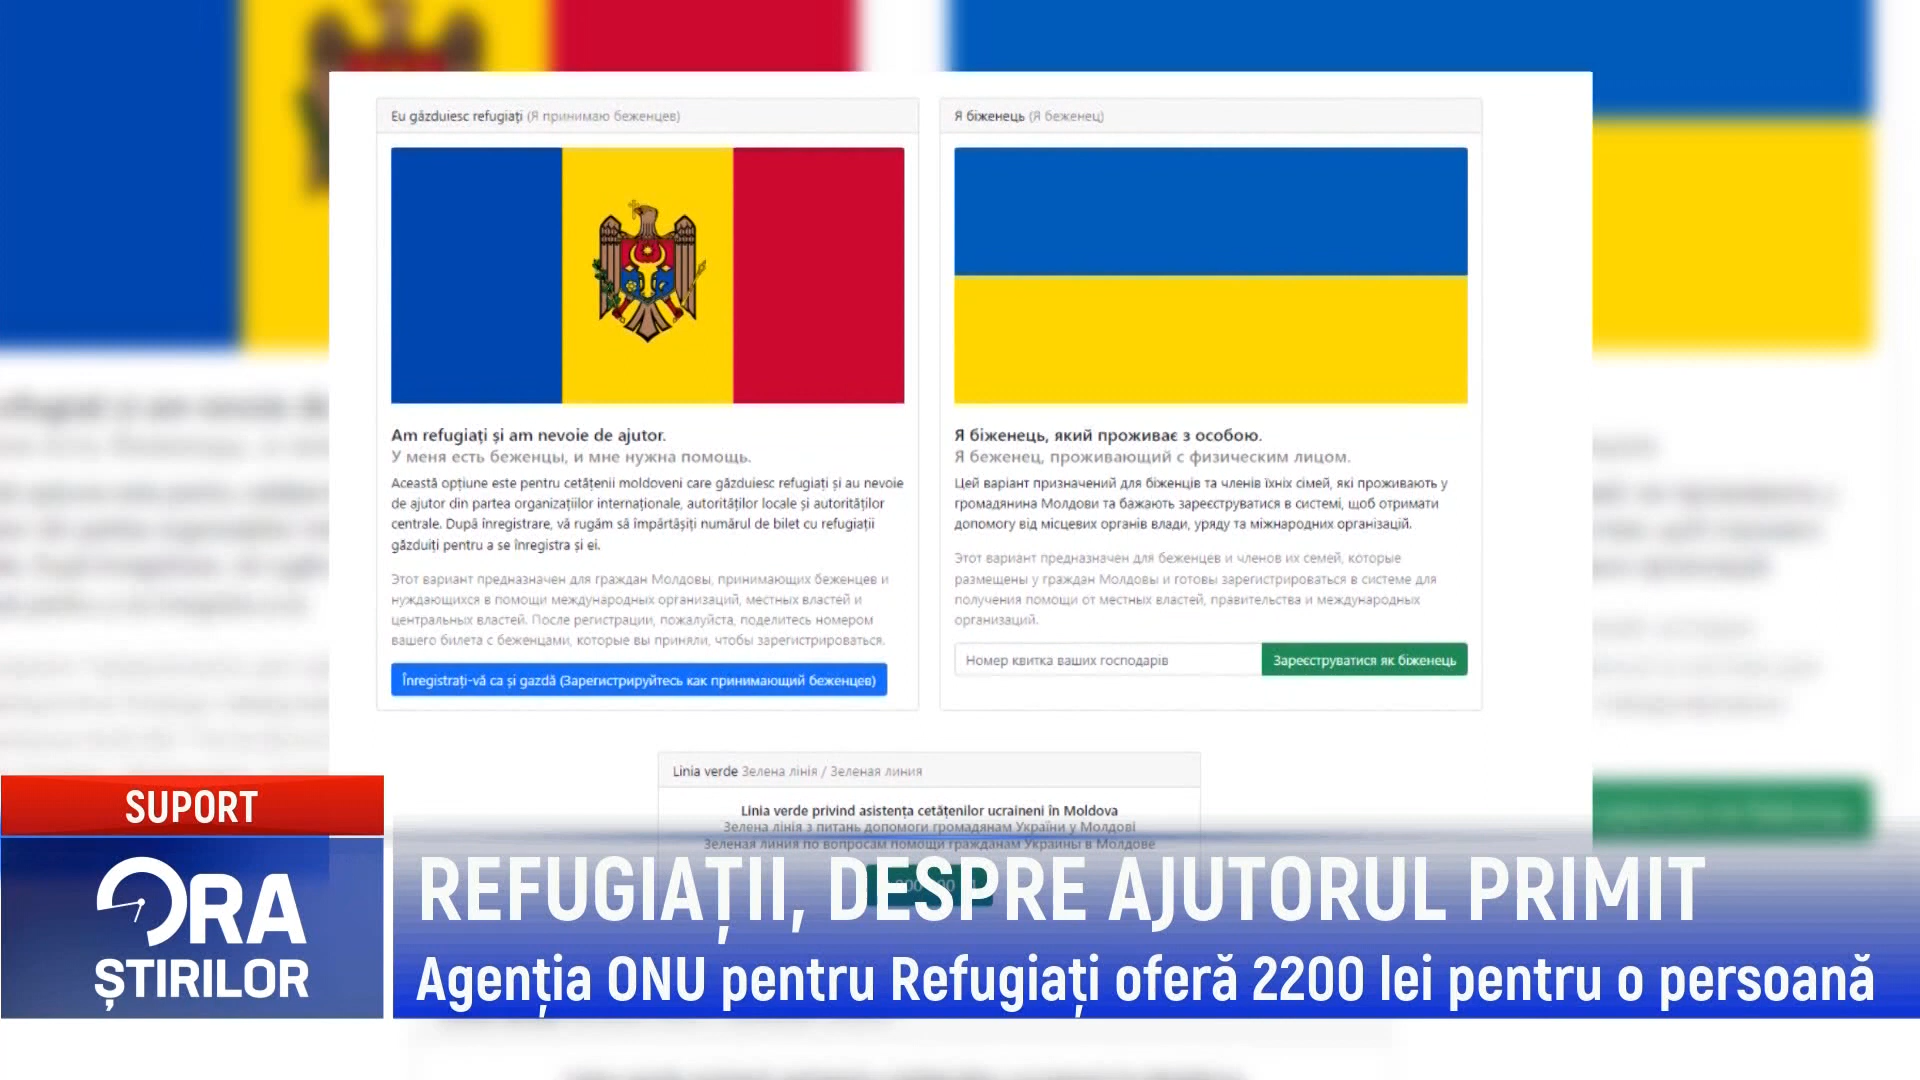 Eu găzduiesc refugiați (Я принимаю беженцев)
Am refugiați și am nevoie de ajutor.
У меня есть беженцы, и мне нужна помощь.
Această opțiune este pentru cetățenii moldoveni care găzduiesc refugiați și au nevoie
de ajutor din partea organizațiilor internaționale, autorităților locale și autorităților
centrale. După înregistrare, vă rugăm să împărtășiți numărul de bilet cu refugiații
găzduiți pentru a se înregistra și ei.
Этот вариант предназначен для граждан Молдовы, принимающих беженцев и
нуждающихся в помощи международных организаций, местных властей и
центральных властей. После регистрации, пожалуйста, поделитесь номером
вашего билета с беженцами, которые вы приняли, чтобы зарегистрироваться.
Înregistrați-vă ca și gazdă (Зарегистрируйтесь как принимающий беженцев)
Я біженець (Я беженец)
Я біженець, який проживає з особою.
Я беженец, проживающий с физическим лицом.
Цей варіант призначений для біженців та членів їхніх сімей, які проживають у
громадянина Молдови та бажають зареєструватися в системі, щоб отримати
допомогу від місцевих органів влади, уряду та міжнародних організацій.
Этот вариант предназначен для беженцев и членов их семей, которые
размещены у граждан Молдовы и готовы зарегистрироваться в системе для
получения помощи от местных властей, правительства и международных
организаций.
Номер квитка ваших господарів
Зареєструватися як біженець
Linia verde Зелена лінія / Зеленая линия
Linia verde privind asistența cetățenilor ucraineni în Moldova
Зелена лінія з питань допомоги громадянам України у Молдові
Зеленая линия по вопросам помощи гражданам Украины в Молдове
SUPORT
ORA
ȘTIRILOR
REFUGIAȚII, DESPRE AJUTORUL PRIMIT
Agenția ONU pentru Refugiați oferă 2200 lei pentru o persoană